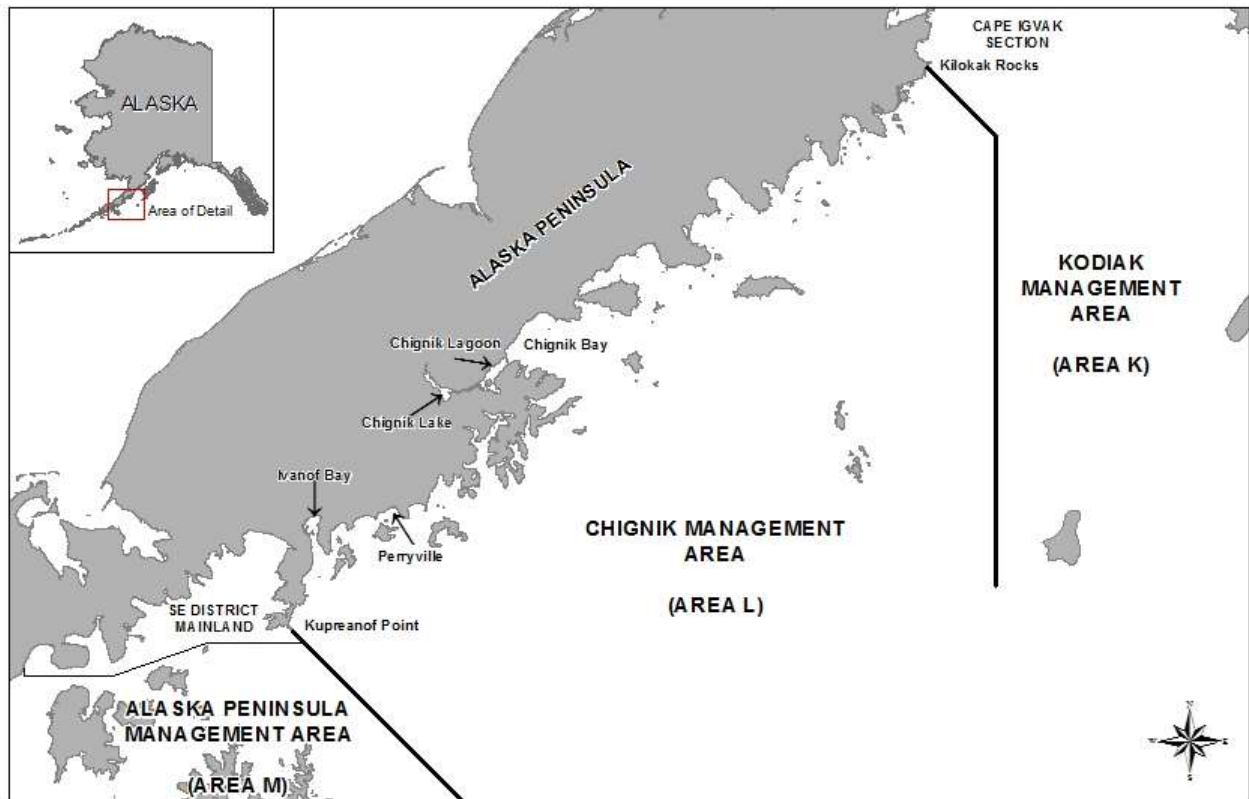 ALASKA
Area of Detail
CAPE IGVAK
SECTION
Kilokak Rocks
ALASKA PENINSULA
KODIAK
MANAGEMENT
AREA
(AREA K)
Chignik Lagoon
Chignik Bay
Chignik Lake
Ivanof Bay
Perryville
CHIGNIK MANAGEMENT
AREA
(AREA L)
SE DISTRICT
MAINLAND
Kupreanof Point
ALASKA PENINSULA
MANAGEMENT AREA
(AREA M)
N
W
E
S